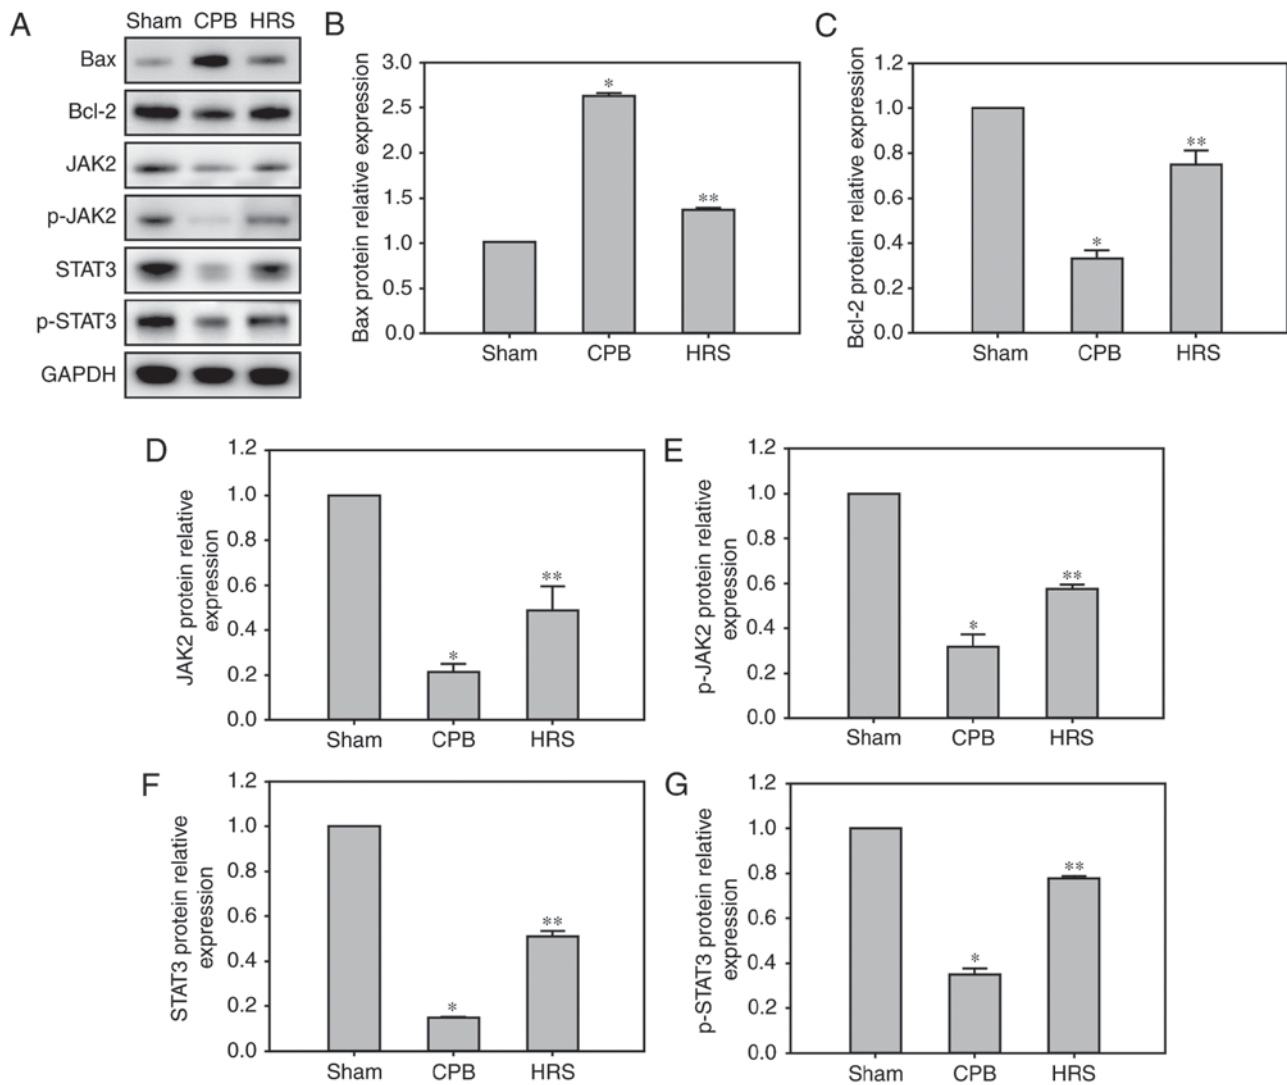 A
Sham CPB HRS
Bax
Bcl-2
JAK2
p-JAK2
STAT3
p-STAT3
GAPDH
B
Bax protein relative expression
3.0
2.5
2.0
1.5
1.0
0.5
0.0
*
**
Sham CPB HRS
C
Bcl-2 protein relative expression
1.2
1.0
0.8
0.6
0.4
0.2
0.0
*
**
Sham CPB HRS
D
JAK2 protein relative
expression
1.2
1.0
0.8
0.6
0.4
0.2
0.0
*
**
Sham CPB HRS
E
p-JAK2 protein relative
expression
1.2
1.0
0.8
0.6
0.4
0.2
0.0
*
**
Sham CPB HRS
F
STAT3 protein relative
expression
1.2
1.0
0.8
0.6
0.4
0.2
0.0
*
**
Sham CPB HRS
G
p-STAT3 protein relative
expression
1.2
1.0
0.8
0.6
0.4
0.2
0.0
*
**
Sham CPB HRS